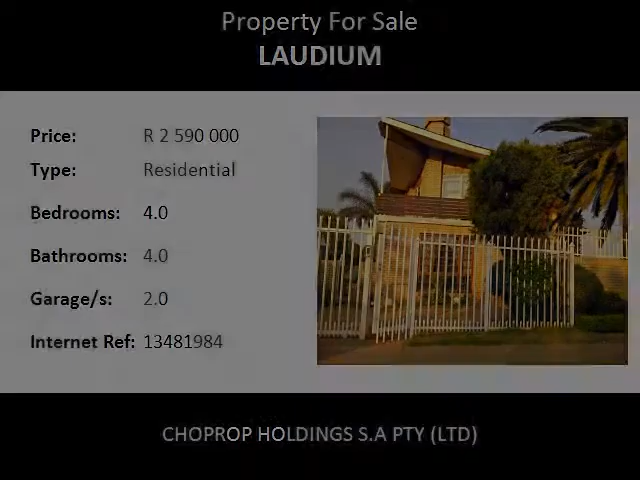 Property For Sale
LAUDIUM
Price: R 2 590 000
Type: Residential
Bedrooms: 4.0
Bathrooms: 4.0
Garage/s: 2.0
Internet Ref: 13481984
CHOPROP HOLDINGS S.A PTY (LTD)